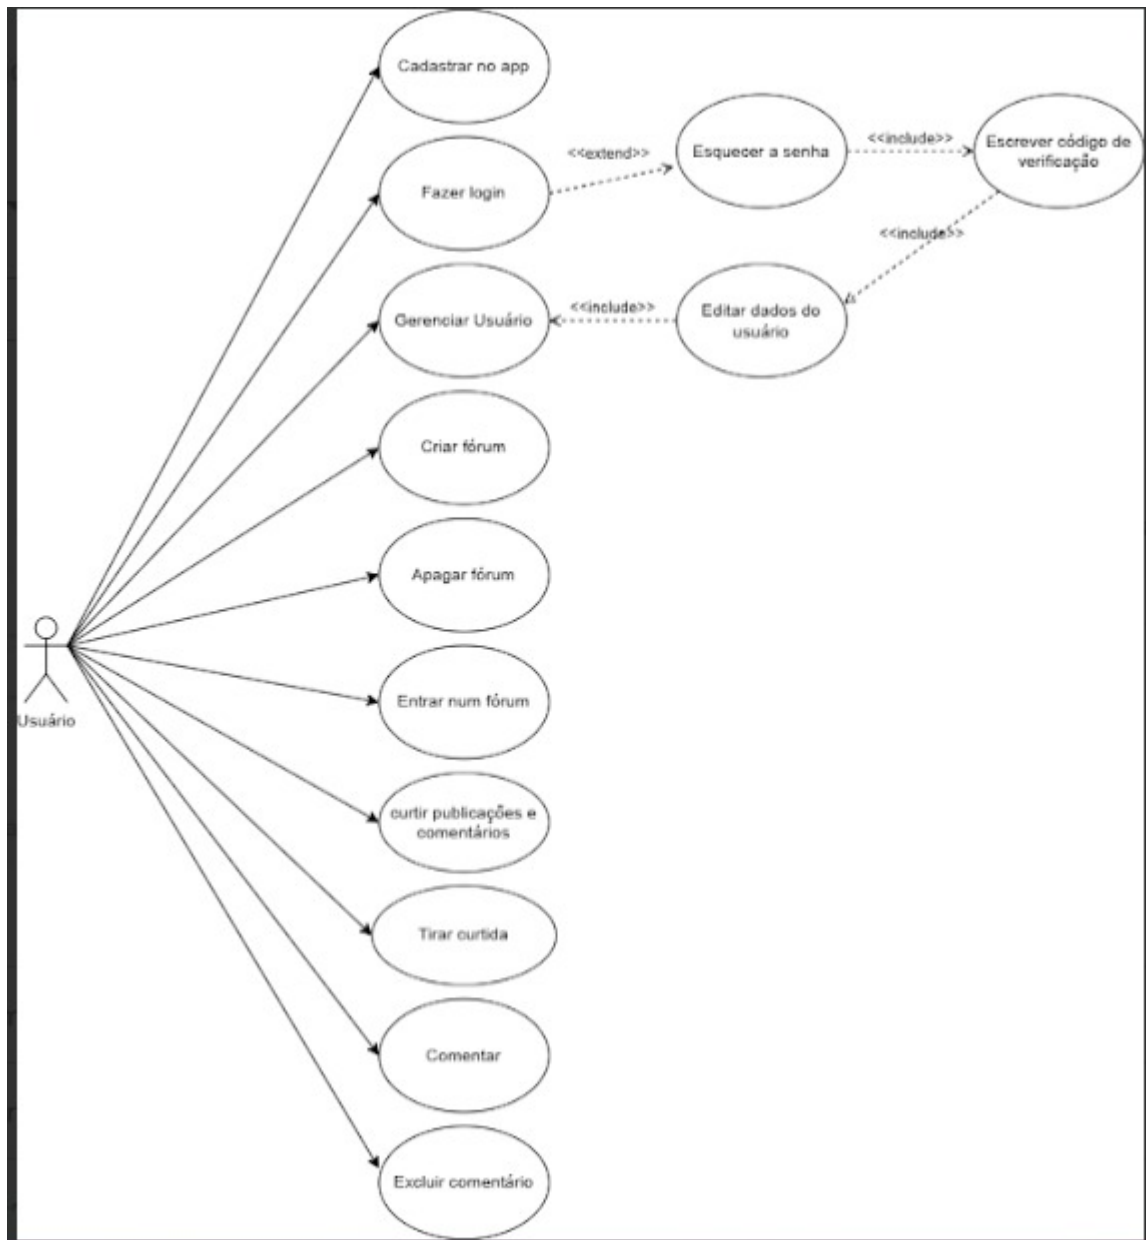 Cadastrar no app
Fazer login
<<extend>>
Esquecer a senha
<<include>>
Escrever código de
verificação
<<include>>
Gerenciar Usuário
<<include>>
Editar dados do
usuário
Criar fórum
Apagar fórum
Entrar num fórum
Usuário
curtir publicações e
comentários
Tirar curtida
Comentar
Excluir comentário